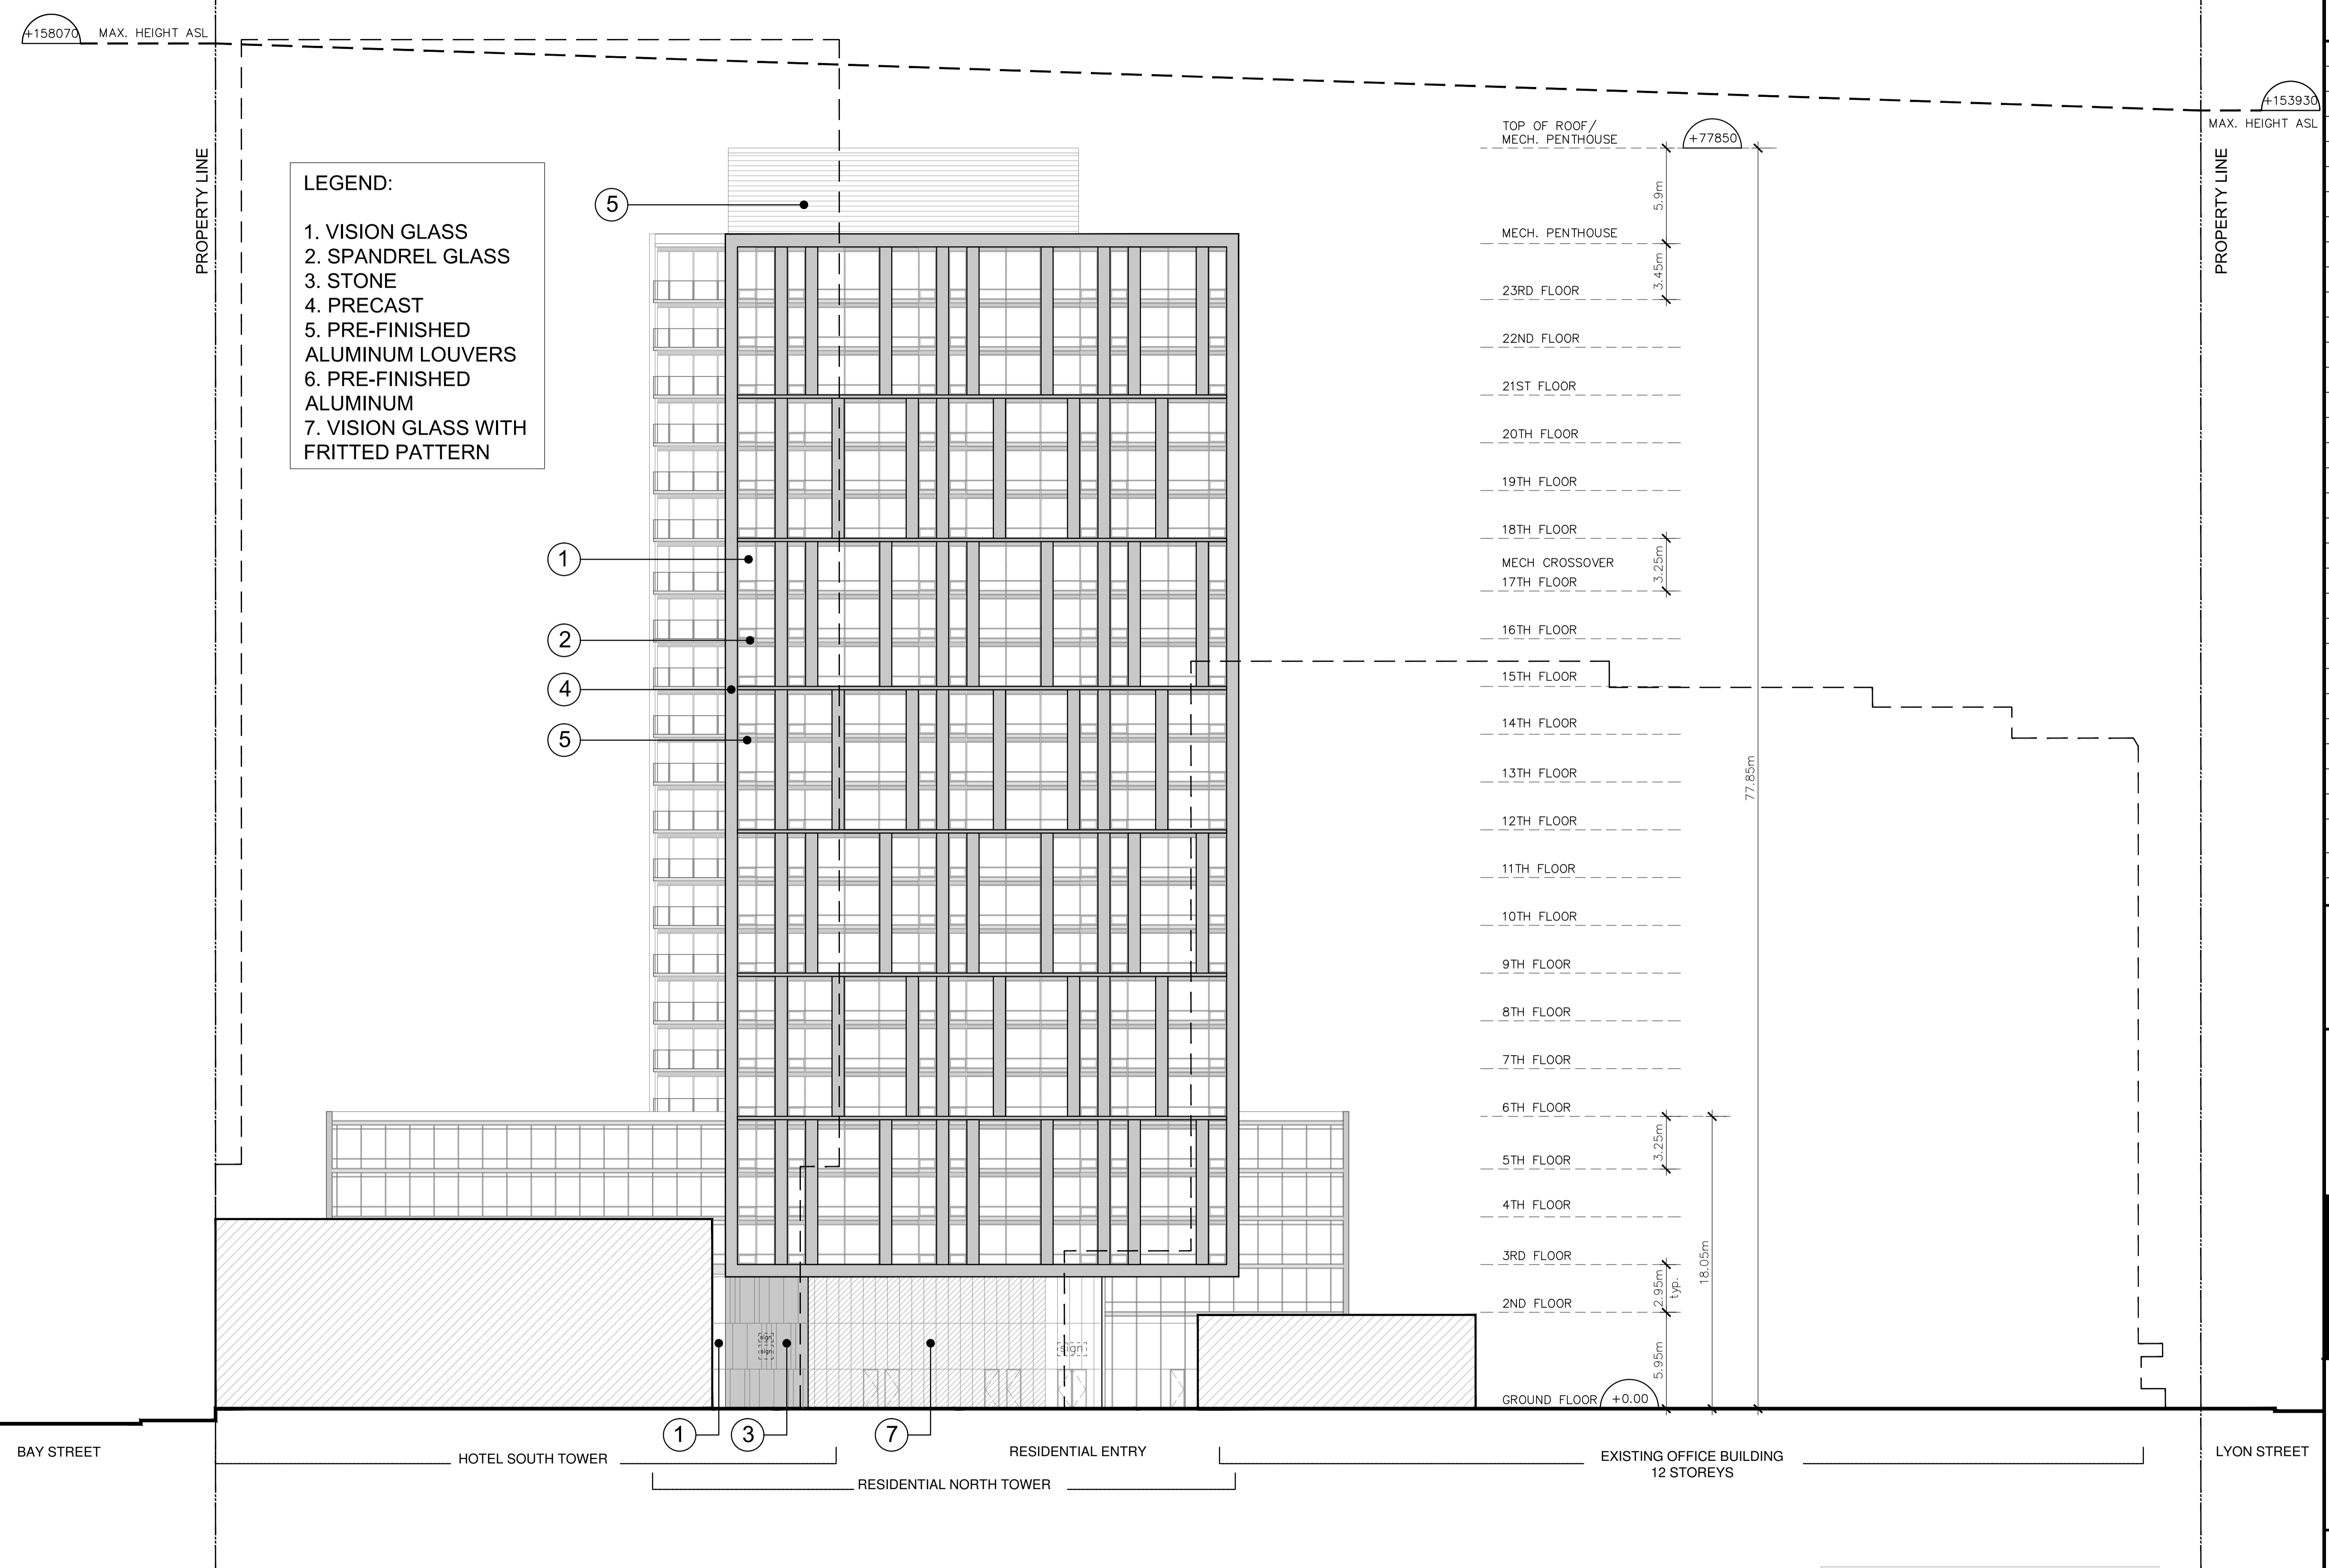 +158070 MAX. HEIGHT ASL
+153930
MAX. HEIGHT ASL
PROPERTY LINE
PROPERTY LINE
LEGEND:
1. VISION GLASS
2. SPANDREL GLASS
3. STONE
4. PRECAST
5. PRE-FINISHED
ALUMINUM LOUVERS
6. PRE-FINISHED
ALUMINUM
7. VISION GLASS WITH
FRITTED PATTERN
5
1
2
4
5
TOP OF ROOF/
MECH. PENTHOUSE
+77850
5.9m
MECH. PENTHOUSE
3.45m
23RD FLOOR
22ND FLOOR
21ST FLOOR
20TH FLOOR
19TH FLOOR
18TH FLOOR
MECH CROSSOVER
3.25m
17TH FLOOR
16TH FLOOR
15TH FLOOR
14TH FLOOR
13TH FLOOR
77.85m
12TH FLOOR
11TH FLOOR
10TH FLOOR
9TH FLOOR
8TH FLOOR
7TH FLOOR
6TH FLOOR
3.25m
5TH FLOOR
4TH FLOOR
18.05m
3RD FLOOR
2.95m
typ.
2ND FLOOR
5.95m
GROUND FLOOR +0.00
sign
sign
sign
1
3
7
BAY STREET
HOTEL SOUTH TOWER
RESIDENTIAL ENTRY
RESIDENTIAL NORTH TOWER
EXISTING OFFICE BUILDING
12 STOREYS
LYON STREET